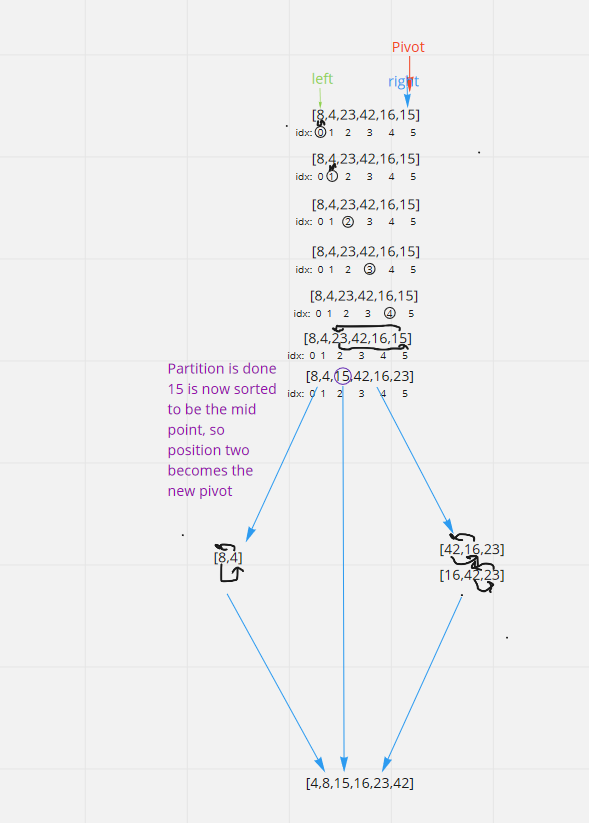 Pivot
left
right
[8,4,23,42,16,15]
idx: 0 1 2 3 4 5
[8,4,23,42,16,15]
idx: 0 1 2 3 4 5
[8,4,23,42,16,15]
idx: 0 1 2 3 4 5
[8,4,23,42,16,15]
idx: 0 1 2 3 4 5
[8,4,23,42,16,15]
idx: 0 1 2 3 4 5
[8,4,23,42,16,15]
idx: 0 1 2 3 4 5
[8,4,15,42,16,23]
idx: 0 1 2 3 4 5
Partition is done
15 is now sorted
to be the mid
point, so
position two
becomes the
new pivot
[8,4]
[42,16,23]
[16,42,23]
[4,8,15,16,23,42]